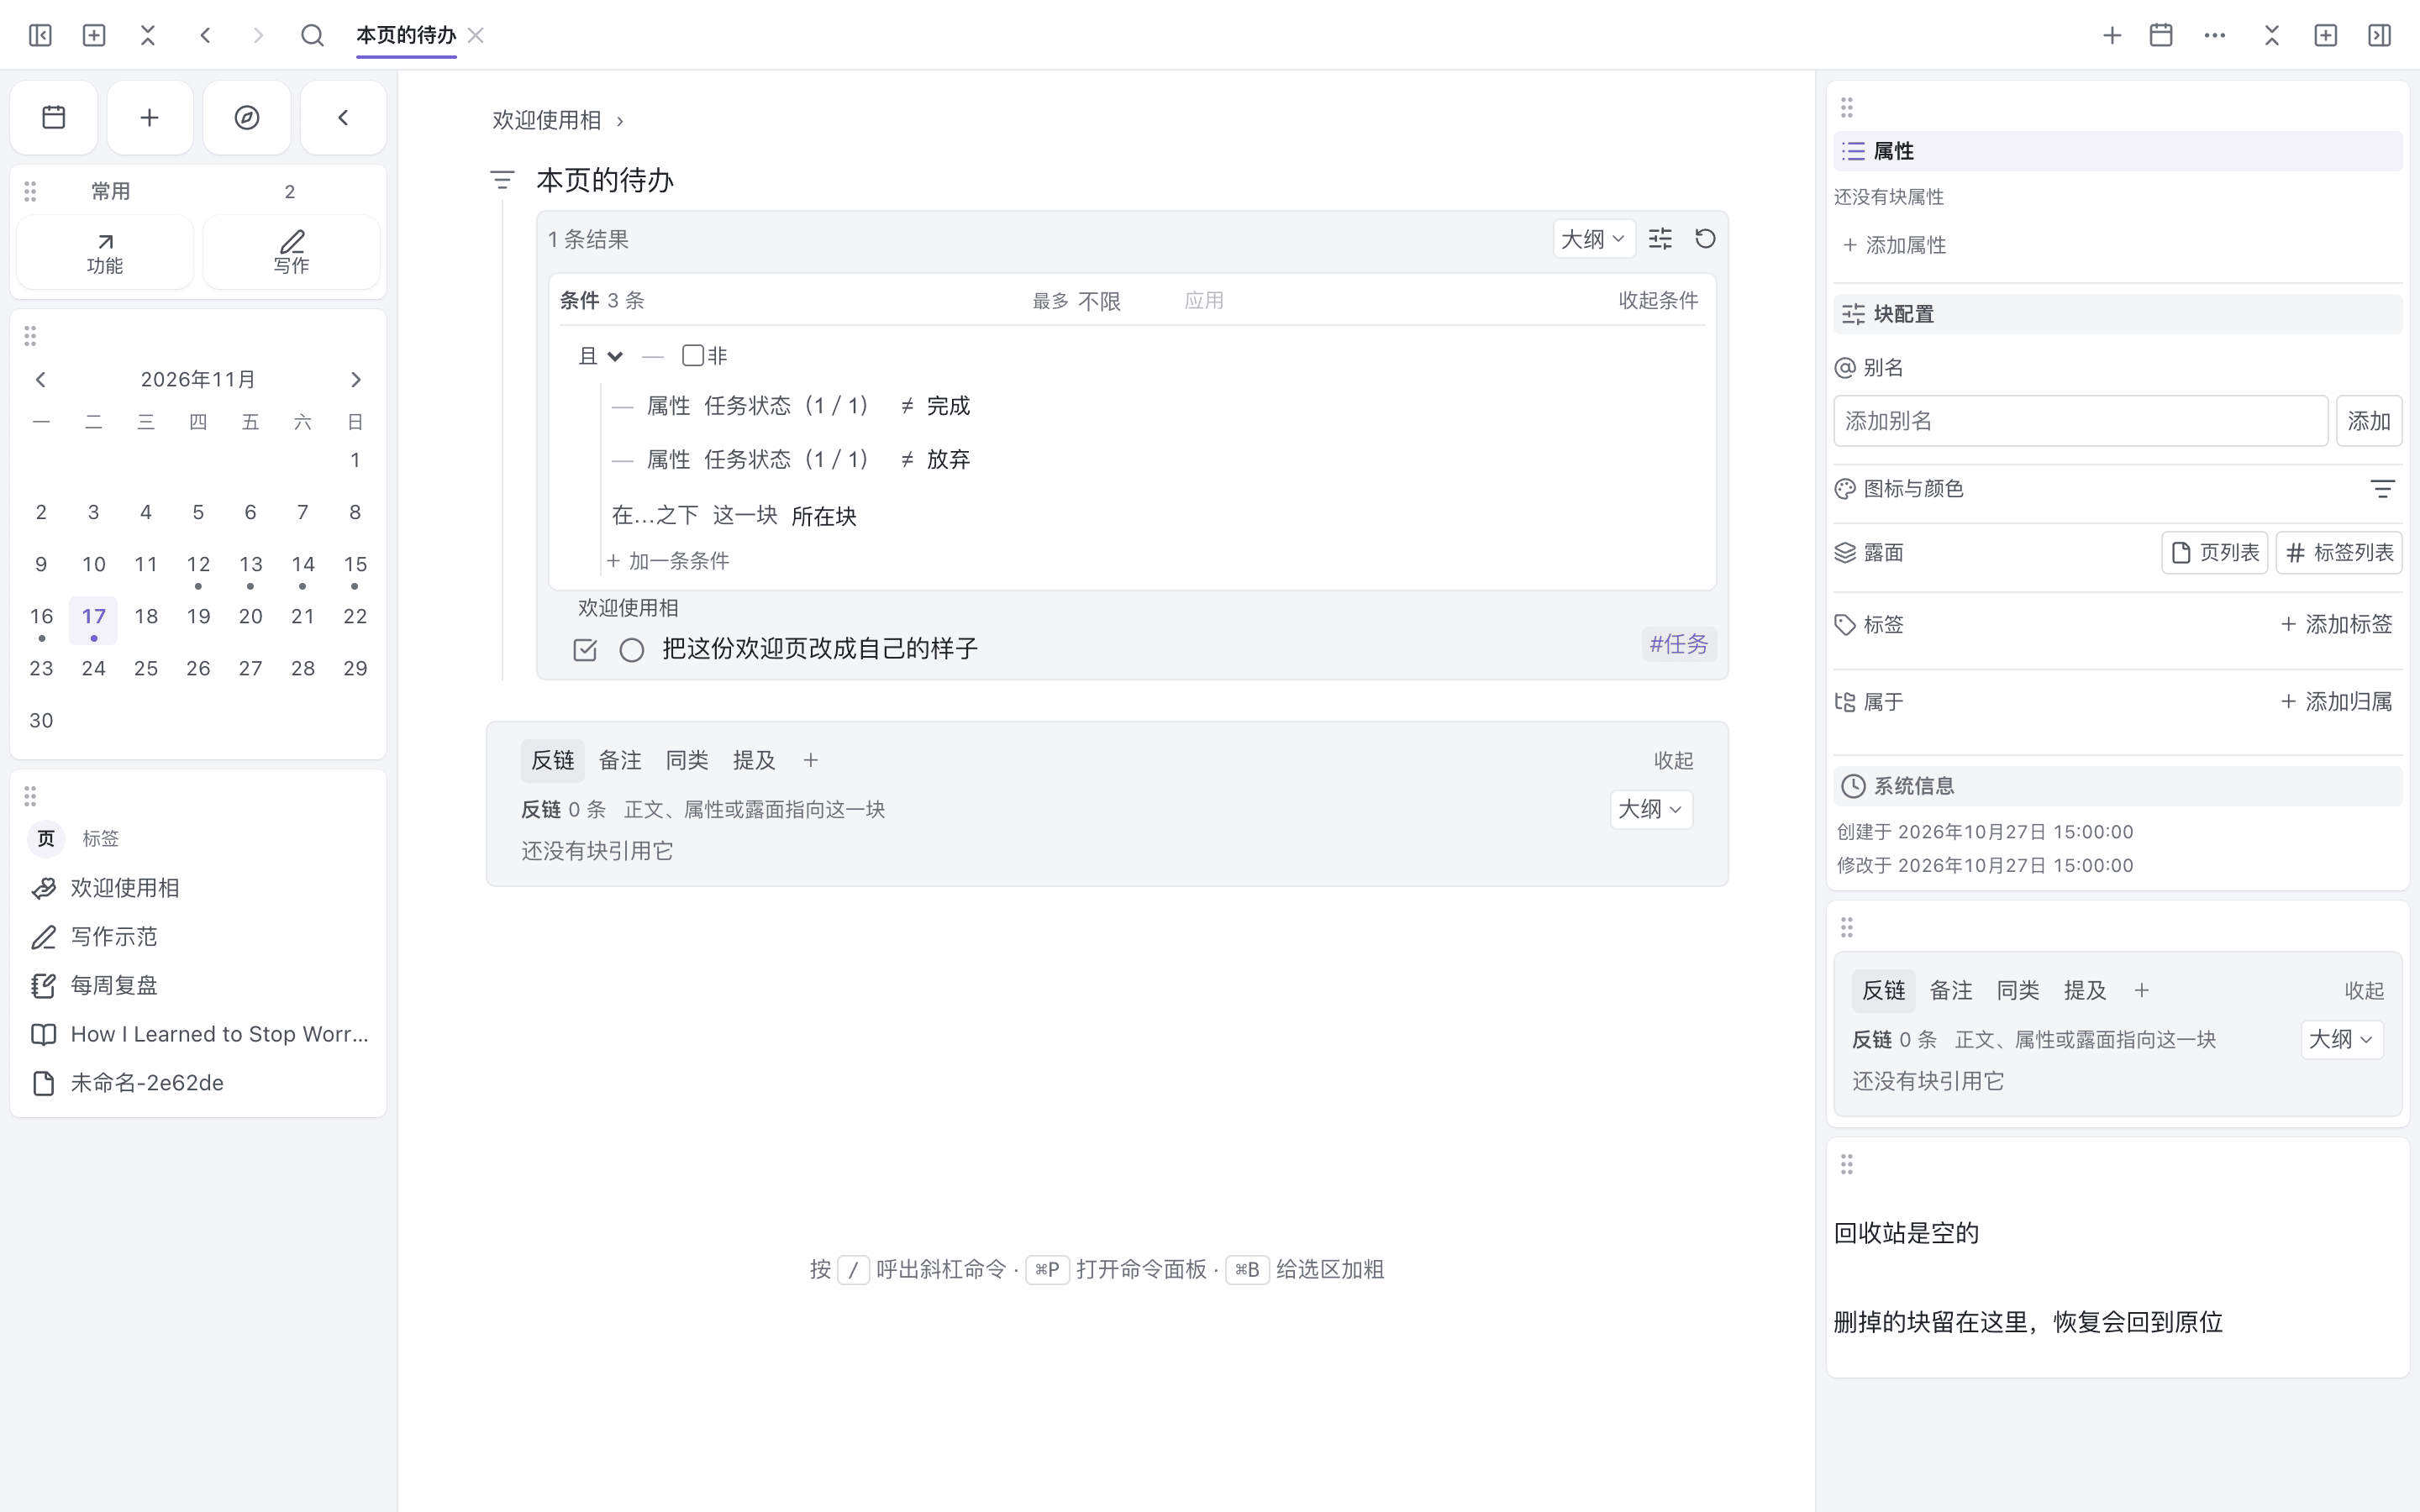 本页的待办
常用 2
功能 写作
2026年11月
一 二 三 四 五 六 日
1
2 3 4 5 6 7 8
9 10 11 12 13 14 15
16 17 18 19 20 21 22
23 24 25 26 27 28 29
30
页 标签
欢迎使用相
写作示范
每周复盘
How I Learned to Stop Worr...
未命名-2e62de
欢迎使用相 ›
本页的待办
1 条结果 大纲
条件 3 条 最多 不限 应用 收起条件
且 — 非
— 属性 任务状态（1 / 1） ≠ 完成
— 属性 任务状态（1 / 1） ≠ 放弃
在...之下 这一块 所在块
+ 加一条条件
欢迎使用相
把这份欢迎页改成自己的样子 #任务
反链 备注 同类 提及 + 收起
反链 0 条 正文、属性或露面指向这一块 大纲
还没有块引用它
按 / 呼出斜杠命令 · ⌘P 打开命令面板 · ⌘B 给选区加粗
属性
还没有块属性
+ 添加属性
块配置
别名
添加别名 添加
图标与颜色
露面 页列表 # 标签列表
标签 + 添加标签
属于 + 添加归属
系统信息
创建于 2026年10月27日 15:00:00
修改于 2026年10月27日 15:00:00
反链 备注 同类 提及 + 收起
反链 0 条 正文、属性或露面指向这一块 大纲
还没有块引用它
回收站是空的
删掉的块留在这里，恢复会回到原位